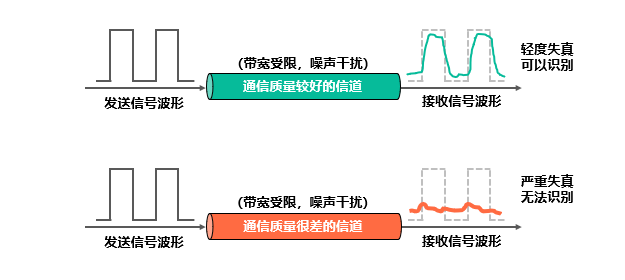 (带宽受限，噪声干扰)
轻度失真
可以识别
通信质量较好的信道
发送信号波形
接收信号波形
(带宽受限，噪声干扰)
严重失真
无法识别
通信质量很差的信道
发送信号波形
接收信号波形